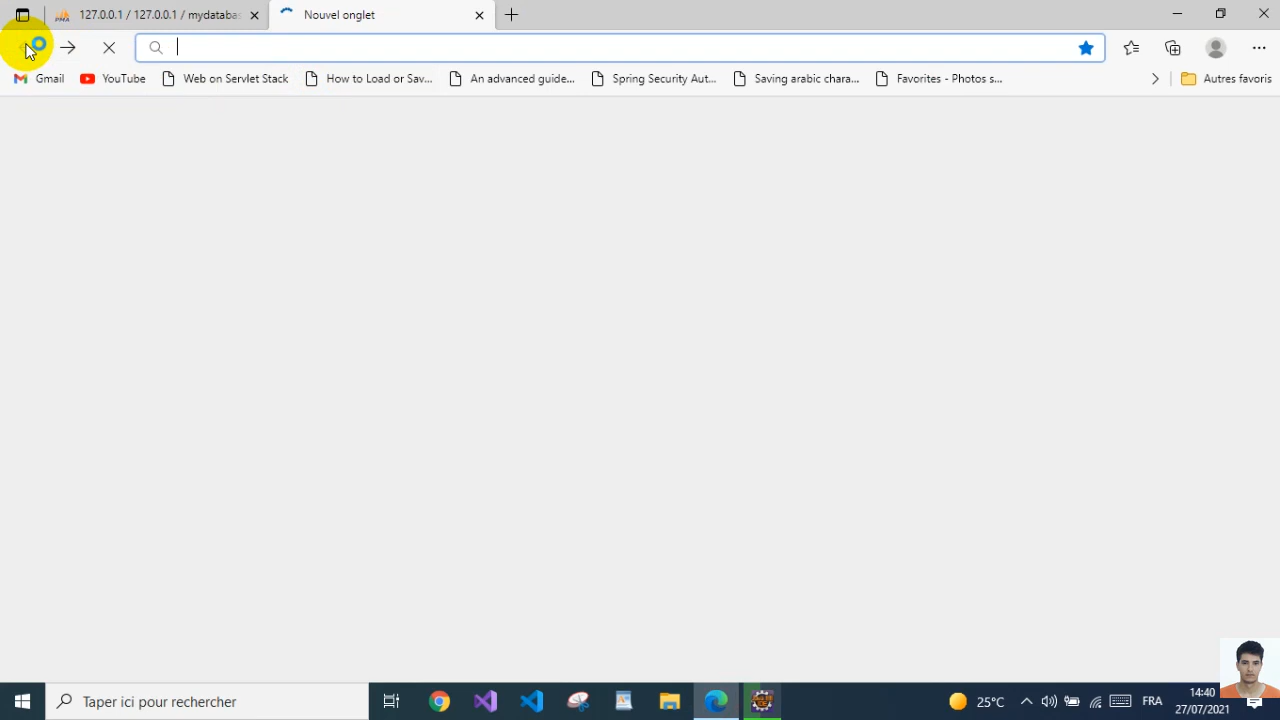 127.0.0.1 / 127.0.0.1 / mydatabas
Nouvel onglet
Gmail
YouTube
Web on Servlet Stack
How to Load or Sav...
An advanced guide...
Spring Security Aut...
Saving arabic chara...
Favorites - Photos s...
Autres favoris
Taper ici pour rechercher
25°C
FRA
14:40
27/07/2021